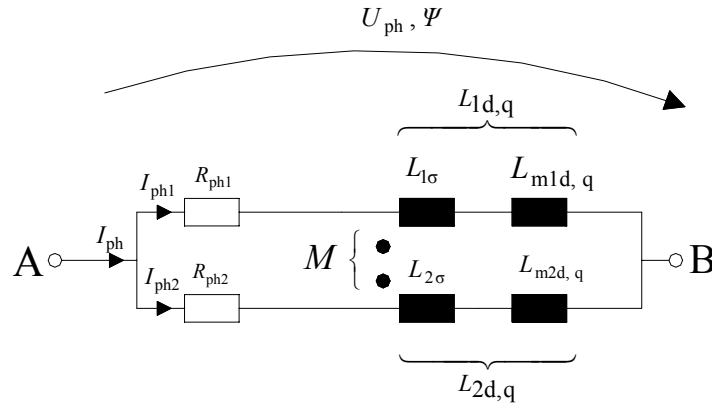 U_ph , Ψ
L_1d,q
I_ph1 R_ph1 L_1σ L_m1d, q
A I_ph M B
I_ph2 R_ph2 L_2σ L_m2d, q
L_2d,q